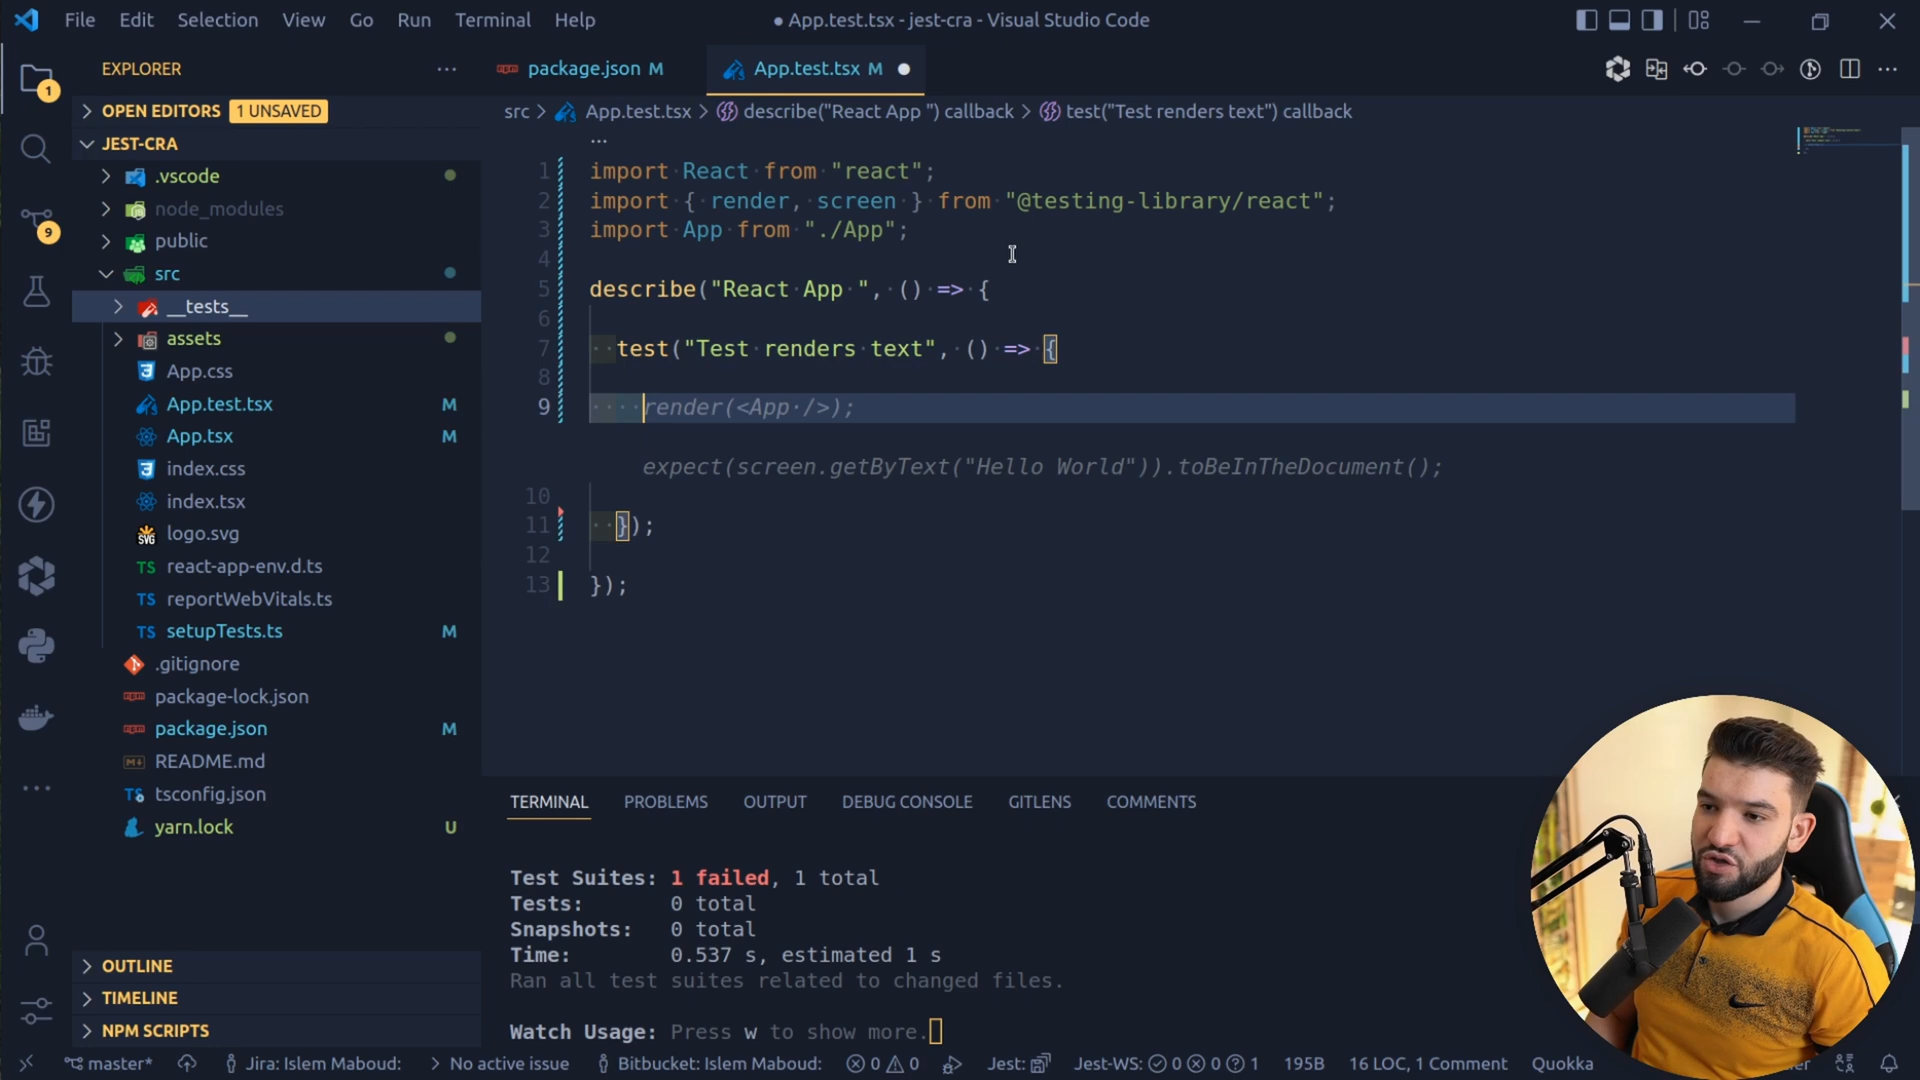 File Edit Selection View Go Run Terminal Help
● App.test.tsx - jest-cra - Visual Studio Code
EXPLORER
OPEN EDITORS 1 UNSAVED
JEST-CRA
.vscode
node_modules
public
src
__tests__
assets
App.css
App.test.tsx M
App.tsx M
index.css
index.tsx
logo.svg
TS react-app-env.d.ts
TS reportWebVitals.ts
TS setupTests.ts M
.gitignore
package-lock.json
package.json M
README.md
tsconfig.json
yarn.lock U
OUTLINE
TIMELINE
NPM SCRIPTS
1
9
package.json M
App.test.tsx M ●
src > App.test.tsx > describe("React App ") callback > test("Test renders text") callback
...
1 import React from "react";
2 import { render, screen } from "@testing-library/react";
3 import App from "./App";
4
5 describe("React App ", () => {
6
7 test("Test renders text", () => {
8
9 render(<App />);
expect(screen.getByText("Hello World")).toBeInTheDocument();
10
11 });
12
13 });
TERMINAL PROBLEMS OUTPUT DEBUG CONSOLE GITLENS COMMENTS
Test Suites: 1 failed, 1 total
Tests: 0 total
Snapshots: 0 total
Time: 0.537 s, estimated 1 s
Ran all test suites related to changed files.
Watch Usage: Press w to show more.
master* Jira: Islem Maboud: > No active issue Bitbucket: Islem Maboud: 0 0 Jest: Jest-WS: 0 0 1 195B 16 LOC, 1 Comment Quokka